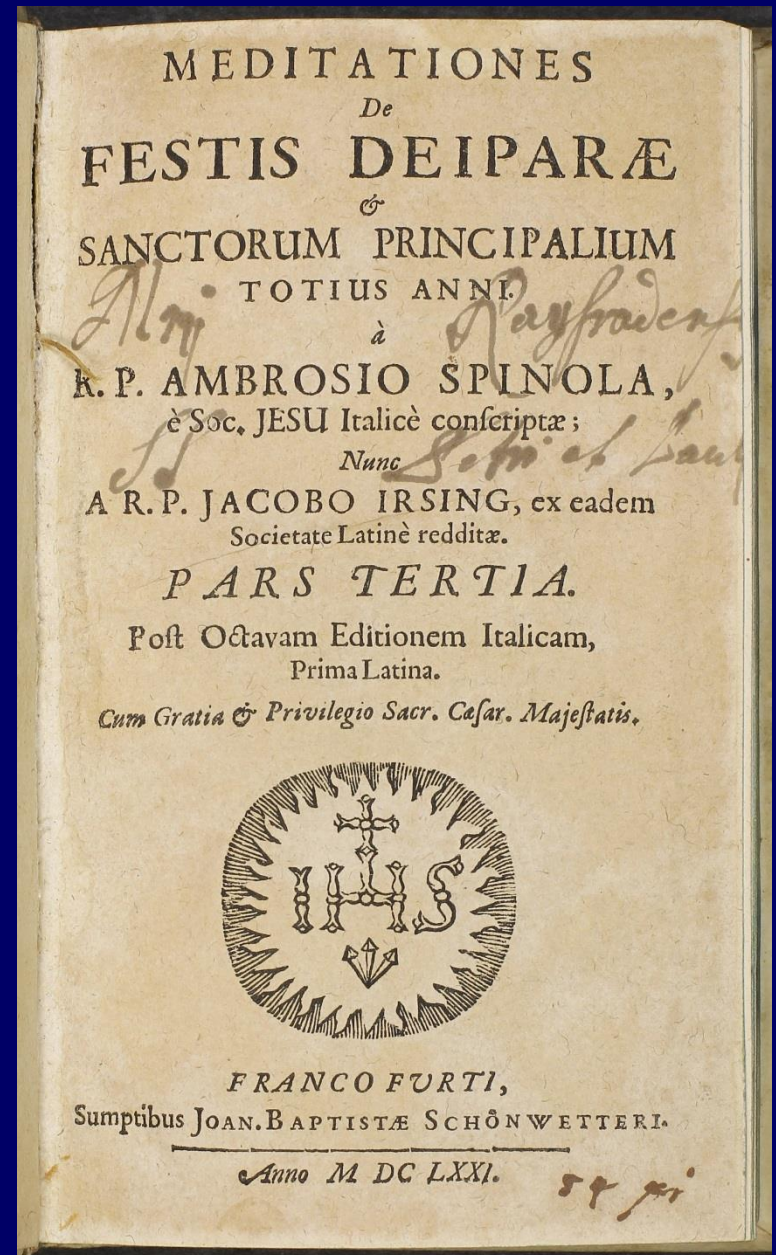 MEDITATIONES
De
FESTIS DEIPARÆ
&
SANCTORUM PRINCIPALIUM
TOTIUS ANNI.
à
R. P. AMBROSIO SPINOLA,
è Soc. JESU Italicè conſcriptæ;
Nunc
A R. P. JACOBO IRSING, ex eadem
Societate Latinè redditæ.
PARS TERTIA.
Poſt Octavam Editionem Italicam,
Prima Latina.
Cum Gratia & Privilegio Sacr. Cæſar. Majeſtatis.
IHS
FRANCOFVRTI,
Sumptibus JOAN. BAPTISTÆ SCHÖNWETTERI.
Anno M DC LXXI.